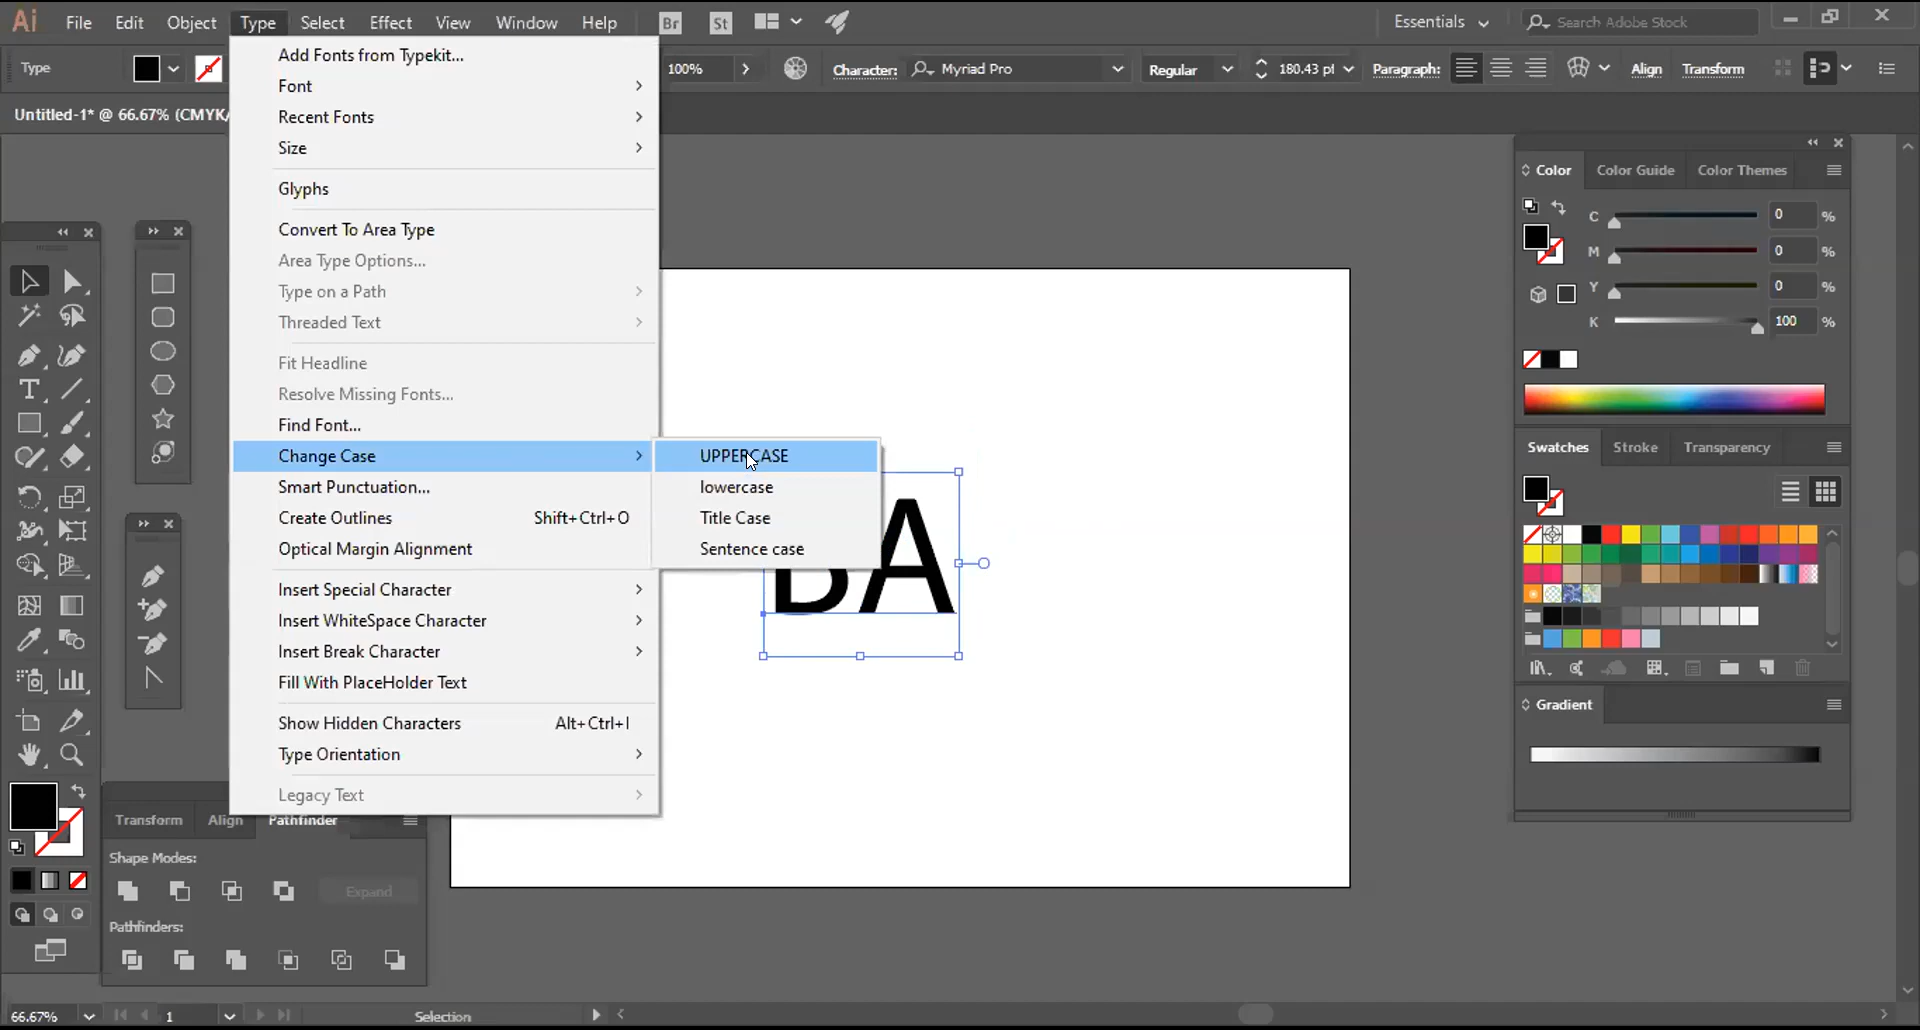 Ai File Edit Object Type Select Effect View Window Help Br St Essentials Search Adobe Stock
Type 100% Character: Myriad Pro Regular 180.43 pt Paragraph: Align Transform
Untitled-1* @ 66.67% (CMYK/
Add Fonts from Typekit...
Font
Recent Fonts
Size
Glyphs
Convert To Area Type
Area Type Options...
Type on a Path
Threaded Text
Fit Headline
Resolve Missing Fonts...
Find Font...
Change Case
Smart Punctuation...
Create Outlines Shift+Ctrl+O
Optical Margin Alignment
Insert Special Character
Insert WhiteSpace Character
Insert Break Character
Fill With PlaceHolder Text
Show Hidden Characters Alt+Ctrl+I
Type Orientation
Legacy Text
UPPERCASE
lowercase
Title Case
Sentence case
BA
Color Color Guide Color Themes
C 0 %
M 0 %
Y 0 %
K 100 %
Swatches Stroke Transparency
Gradient
Transform Align Pathfinder
Shape Modes:
Expand
Pathfinders:
66.67% 1 Selection